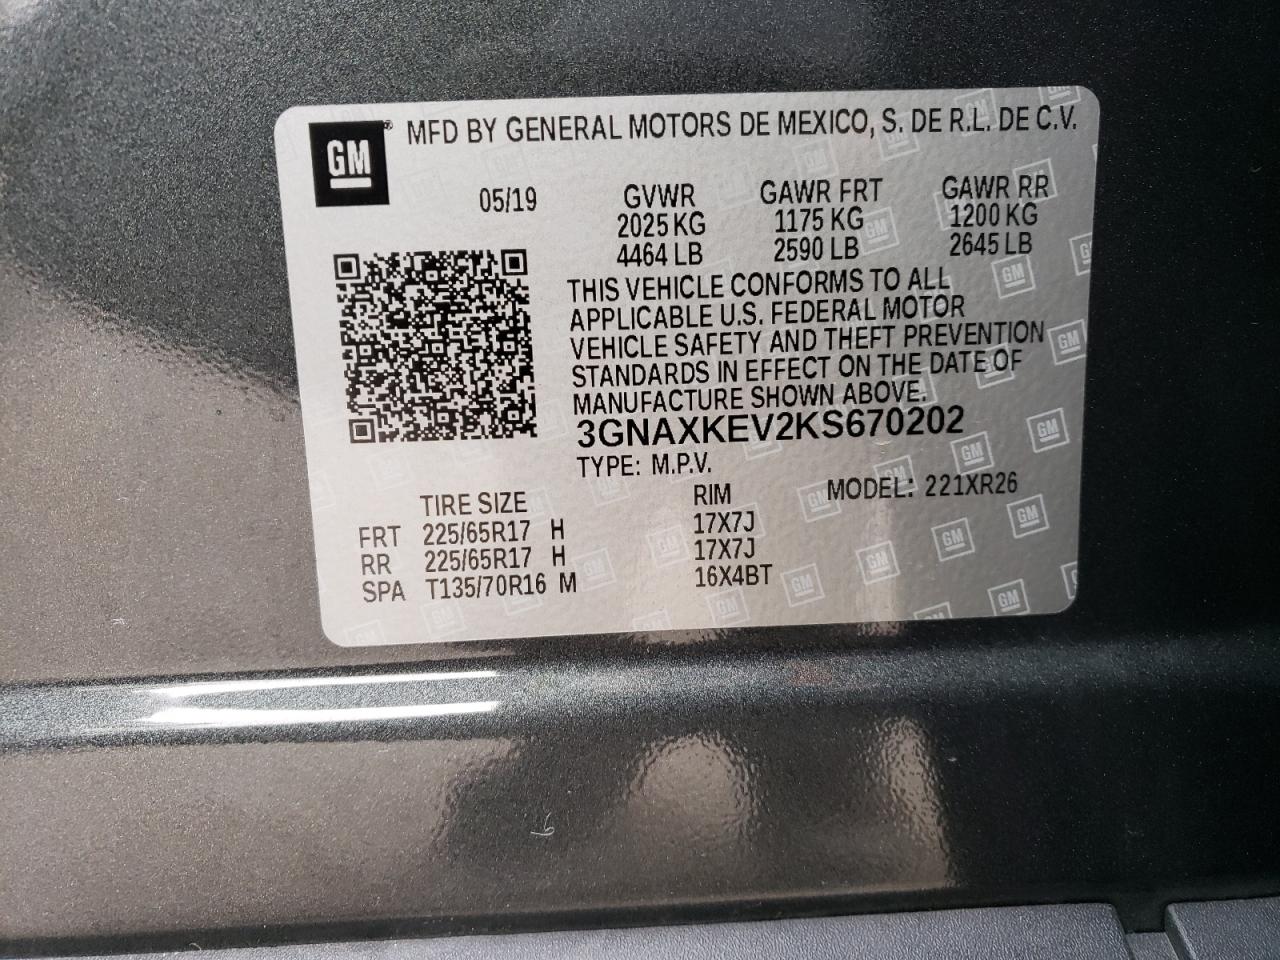 GM® MFD BY GENERAL MOTORS DE MEXICO, S. DE R.L. DE C.V.
05/19 GVWR GAWR FRT GAWR RR
2025 KG 1175 KG 1200 KG
4464 LB 2590 LB 2645 LB
THIS VEHICLE CONFORMS TO ALL
APPLICABLE U.S. FEDERAL MOTOR
VEHICLE SAFETY AND THEFT PREVENTION
STANDARDS IN EFFECT ON THE DATE OF
MANUFACTURE SHOWN ABOVE.
3GNAXKEV2KS670202
TYPE: M.P.V.
TIRE SIZE RIM MODEL: 221XR26
FRT 225/65R17 H 17X7J
RR 225/65R17 H 17X7J
SPA T135/70R16 M 16X4BT